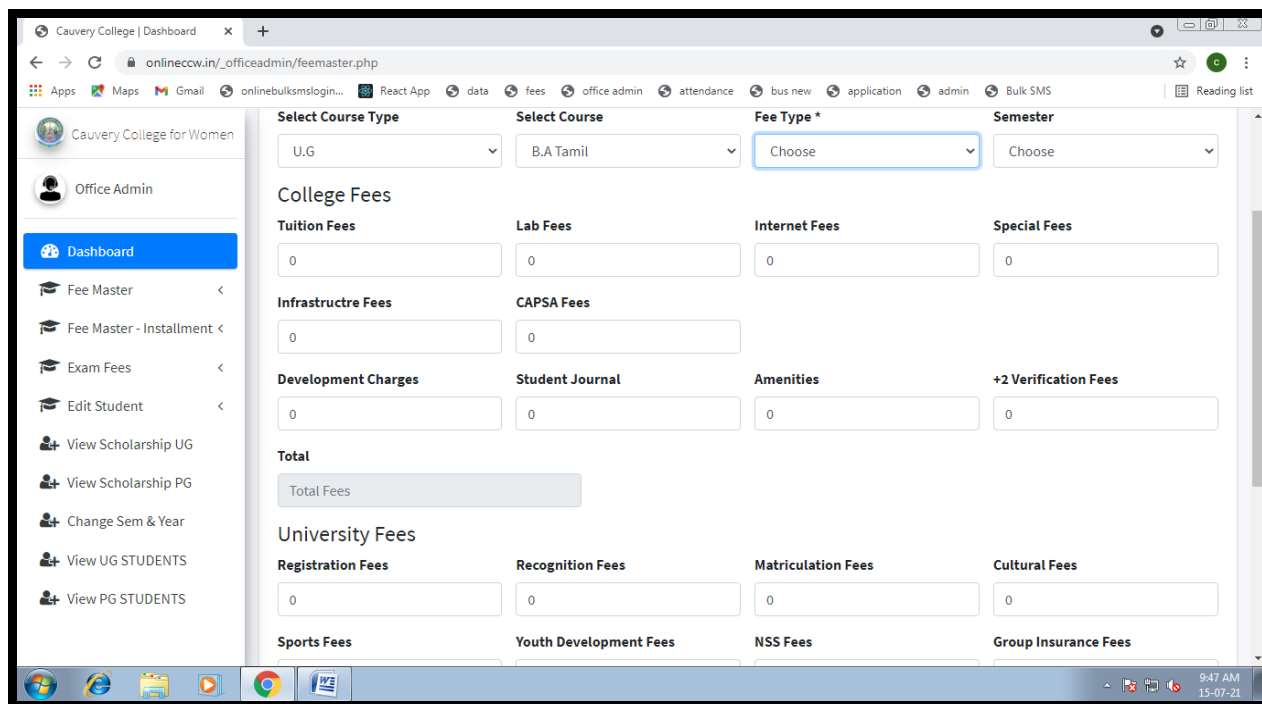 Cauvery College | Dashboard
onlineccw.in/_officeadmin/feemaster.php
C
Apps Maps Gmail onlinebulksmslogin... React App data fees office admin attendance bus new application admin Bulk SMS Reading list
Cauvery College for Women
Office Admin
Dashboard
Fee Master
Fee Master - Installment
Exam Fees
Edit Student
View Scholarship UG
View Scholarship PG
Change Sem & Year
View UG STUDENTS
View PG STUDENTS
Select Course Type Select Course Fee Type * Semester
U.G B.A Tamil Choose Choose
College Fees
Tuition Fees Lab Fees Internet Fees Special Fees
0 0 0 0
Infrastructre Fees CAPSA Fees
0 0
Development Charges Student Journal Amenities +2 Verification Fees
0 0 0 0
Total
Total Fees
University Fees
Registration Fees Recognition Fees Matriculation Fees Cultural Fees
0 0 0 0
Sports Fees Youth Development Fees NSS Fees Group Insurance Fees
9:47 AM
15-07-21